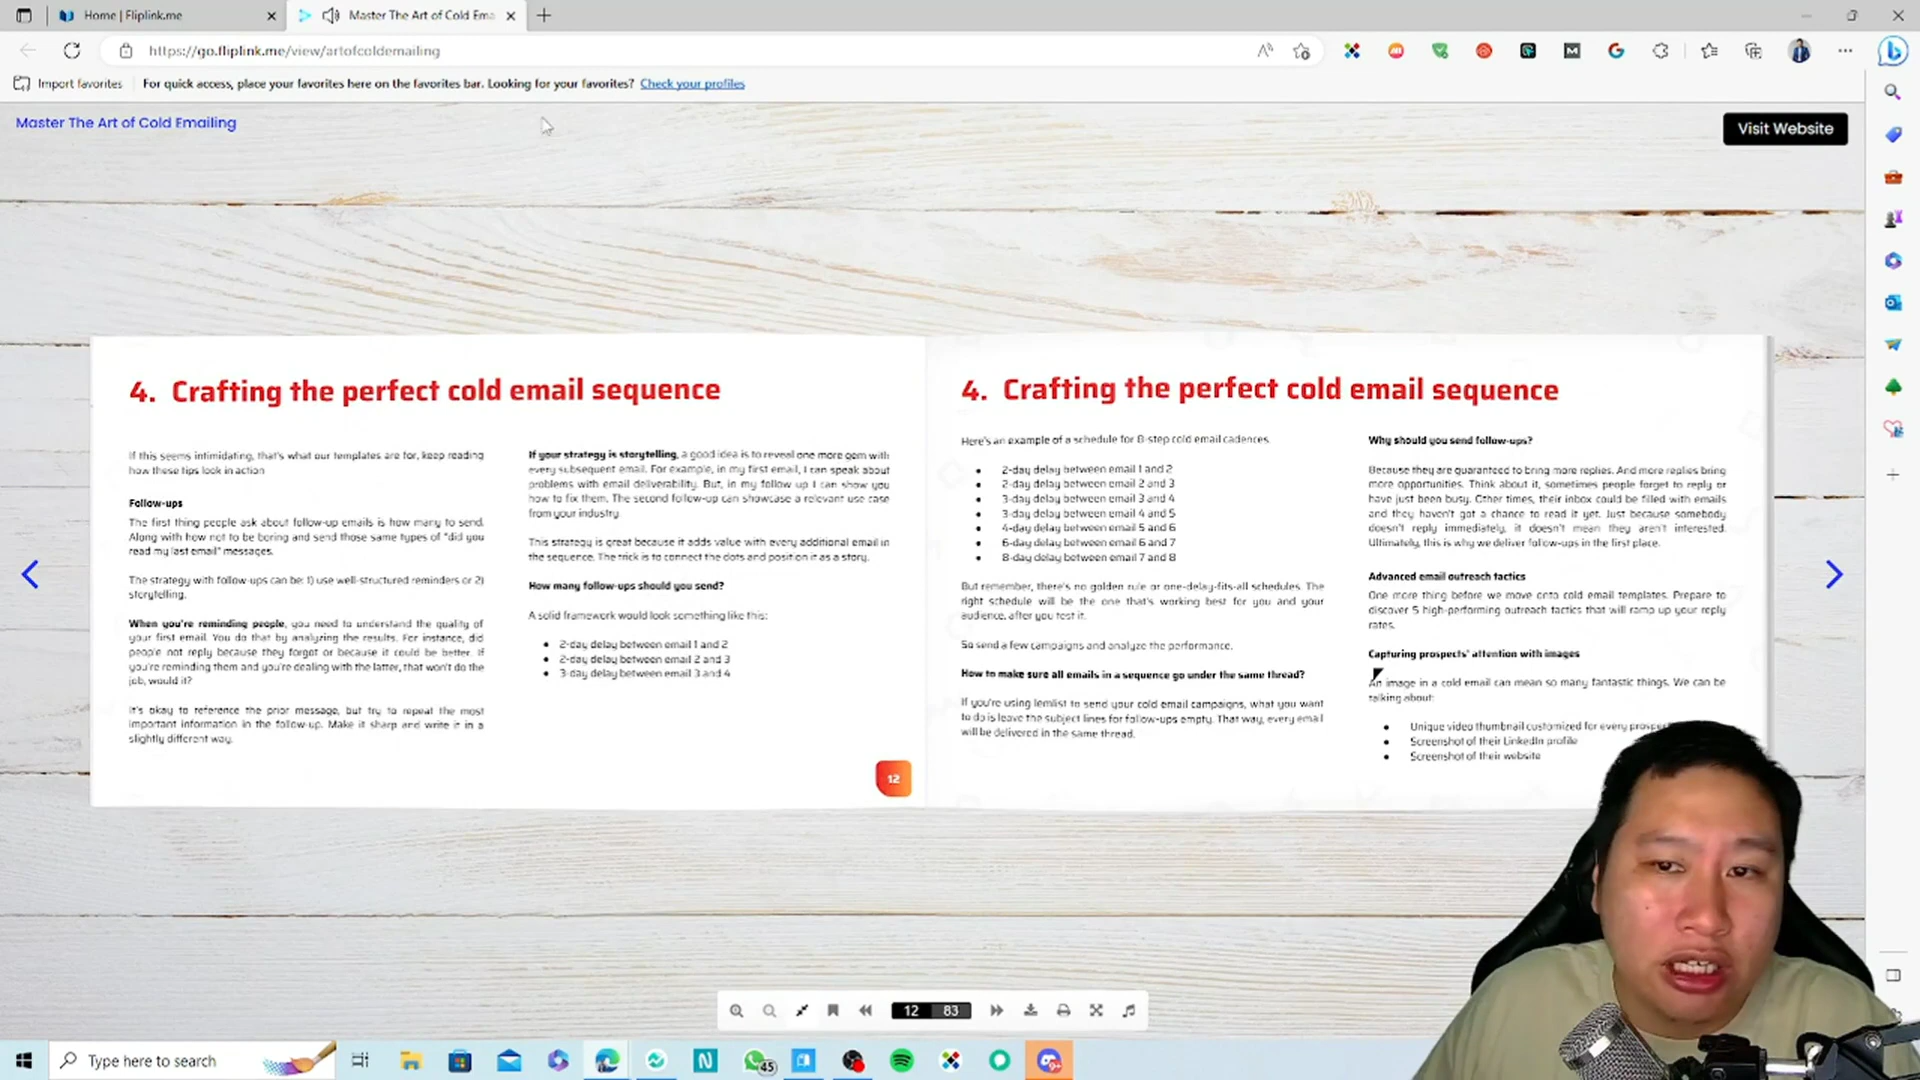 Home | Fliplink.me
Master The Art of Cold Ema
https://go.fliplink.me/view/artofcoldemailing
Import favorites
For quick access, place your favorites here on the favorites bar. Looking for your favorites? Check your profiles
Master The Art of Cold Emailing
Visit Website
4. Crafting the perfect cold email sequence
If this seems intimidating, that's what our templates are for, keep reading
how these tips look in action
Follow-ups
The first thing people ask about follow-up emails is how many to send.
Along with how not to be boring and send those same types of "did you
read my last email" messages.
The strategy with follow-ups can be: 1) use well-structured reminders or 2)
storytelling.
When you're reminding people, you need to understand the quality of
your first email. You do that by analyzing the results. For instance, did
people not reply because they forgot or because it could be better. If
you're reminding them and you're dealing with the latter, that won't do the
job, would it?
It's okay to reference the prior message, but try to repeat the most
important information in the follow-up. Make it sharp and write it in a
slightly different way.
If your strategy is storytelling, a good idea is to reveal one more gem with
every subsequent email. For example, in my first email, I can speak about
problems with email deliverability. But, in my follow up I can show you
how to fix them. The second follow-up can showcase a relevant use case
from your industry.
This strategy is great because it adds value with every additional email in
the sequence. The trick is to connect the dots and position it as a story.
How many follow-ups should you send?
A solid framework would look something like this:
• 2-day delay between email 1 and 2
• 2-day delay between email 2 and 3
• 3-day delay between email 3 and 4
12
4. Crafting the perfect cold email sequence
Here's an example of a schedule for 8-step cold email cadences.
• 2-day delay between email 1 and 2
• 2-day delay between email 2 and 3
• 3-day delay between email 3 and 4
• 3-day delay between email 4 and 5
• 4-day delay between email 5 and 6
• 6-day delay between email 6 and 7
• 8-day delay between email 7 and 8
But remember, there's no golden rule or one-delay-fits-all schedules. The
right schedule will be the one that's working best for you and your
audience, after you test it.
So send a few campaigns and analyze the performance.
How to make sure all emails in a sequence go under the same thread?
If you're using lemlist to send your cold email campaigns, what you want
to do is leave the subject lines for follow-ups empty. That way, every email
will be delivered in the same thread.
Why should you send follow-ups?
Because they are guaranteed to bring more replies. And more replies bring
more opportunities. Think about it, sometimes people forget to reply or
have just been busy. Other times, their inbox could be filled with emails
and they haven't got a chance to read it yet. Just because somebody
doesn't reply immediately, it doesn't mean they aren't interested.
Ultimately, this is why we deliver follow-ups in the first place.
Advanced email outreach tactics
One more thing before we move onto cold email templates. Prepare to
discover 5 high-performing outreach tactics that will ramp up your reply
rates.
Capturing prospects' attention with images
An image in a cold email can mean so many fantastic things. We can be
talking about:
• Unique video thumbnail customized for every
• Screenshot of their LinkedIn profile
• Screenshot of their website
12 83
Type here to search
45
9+